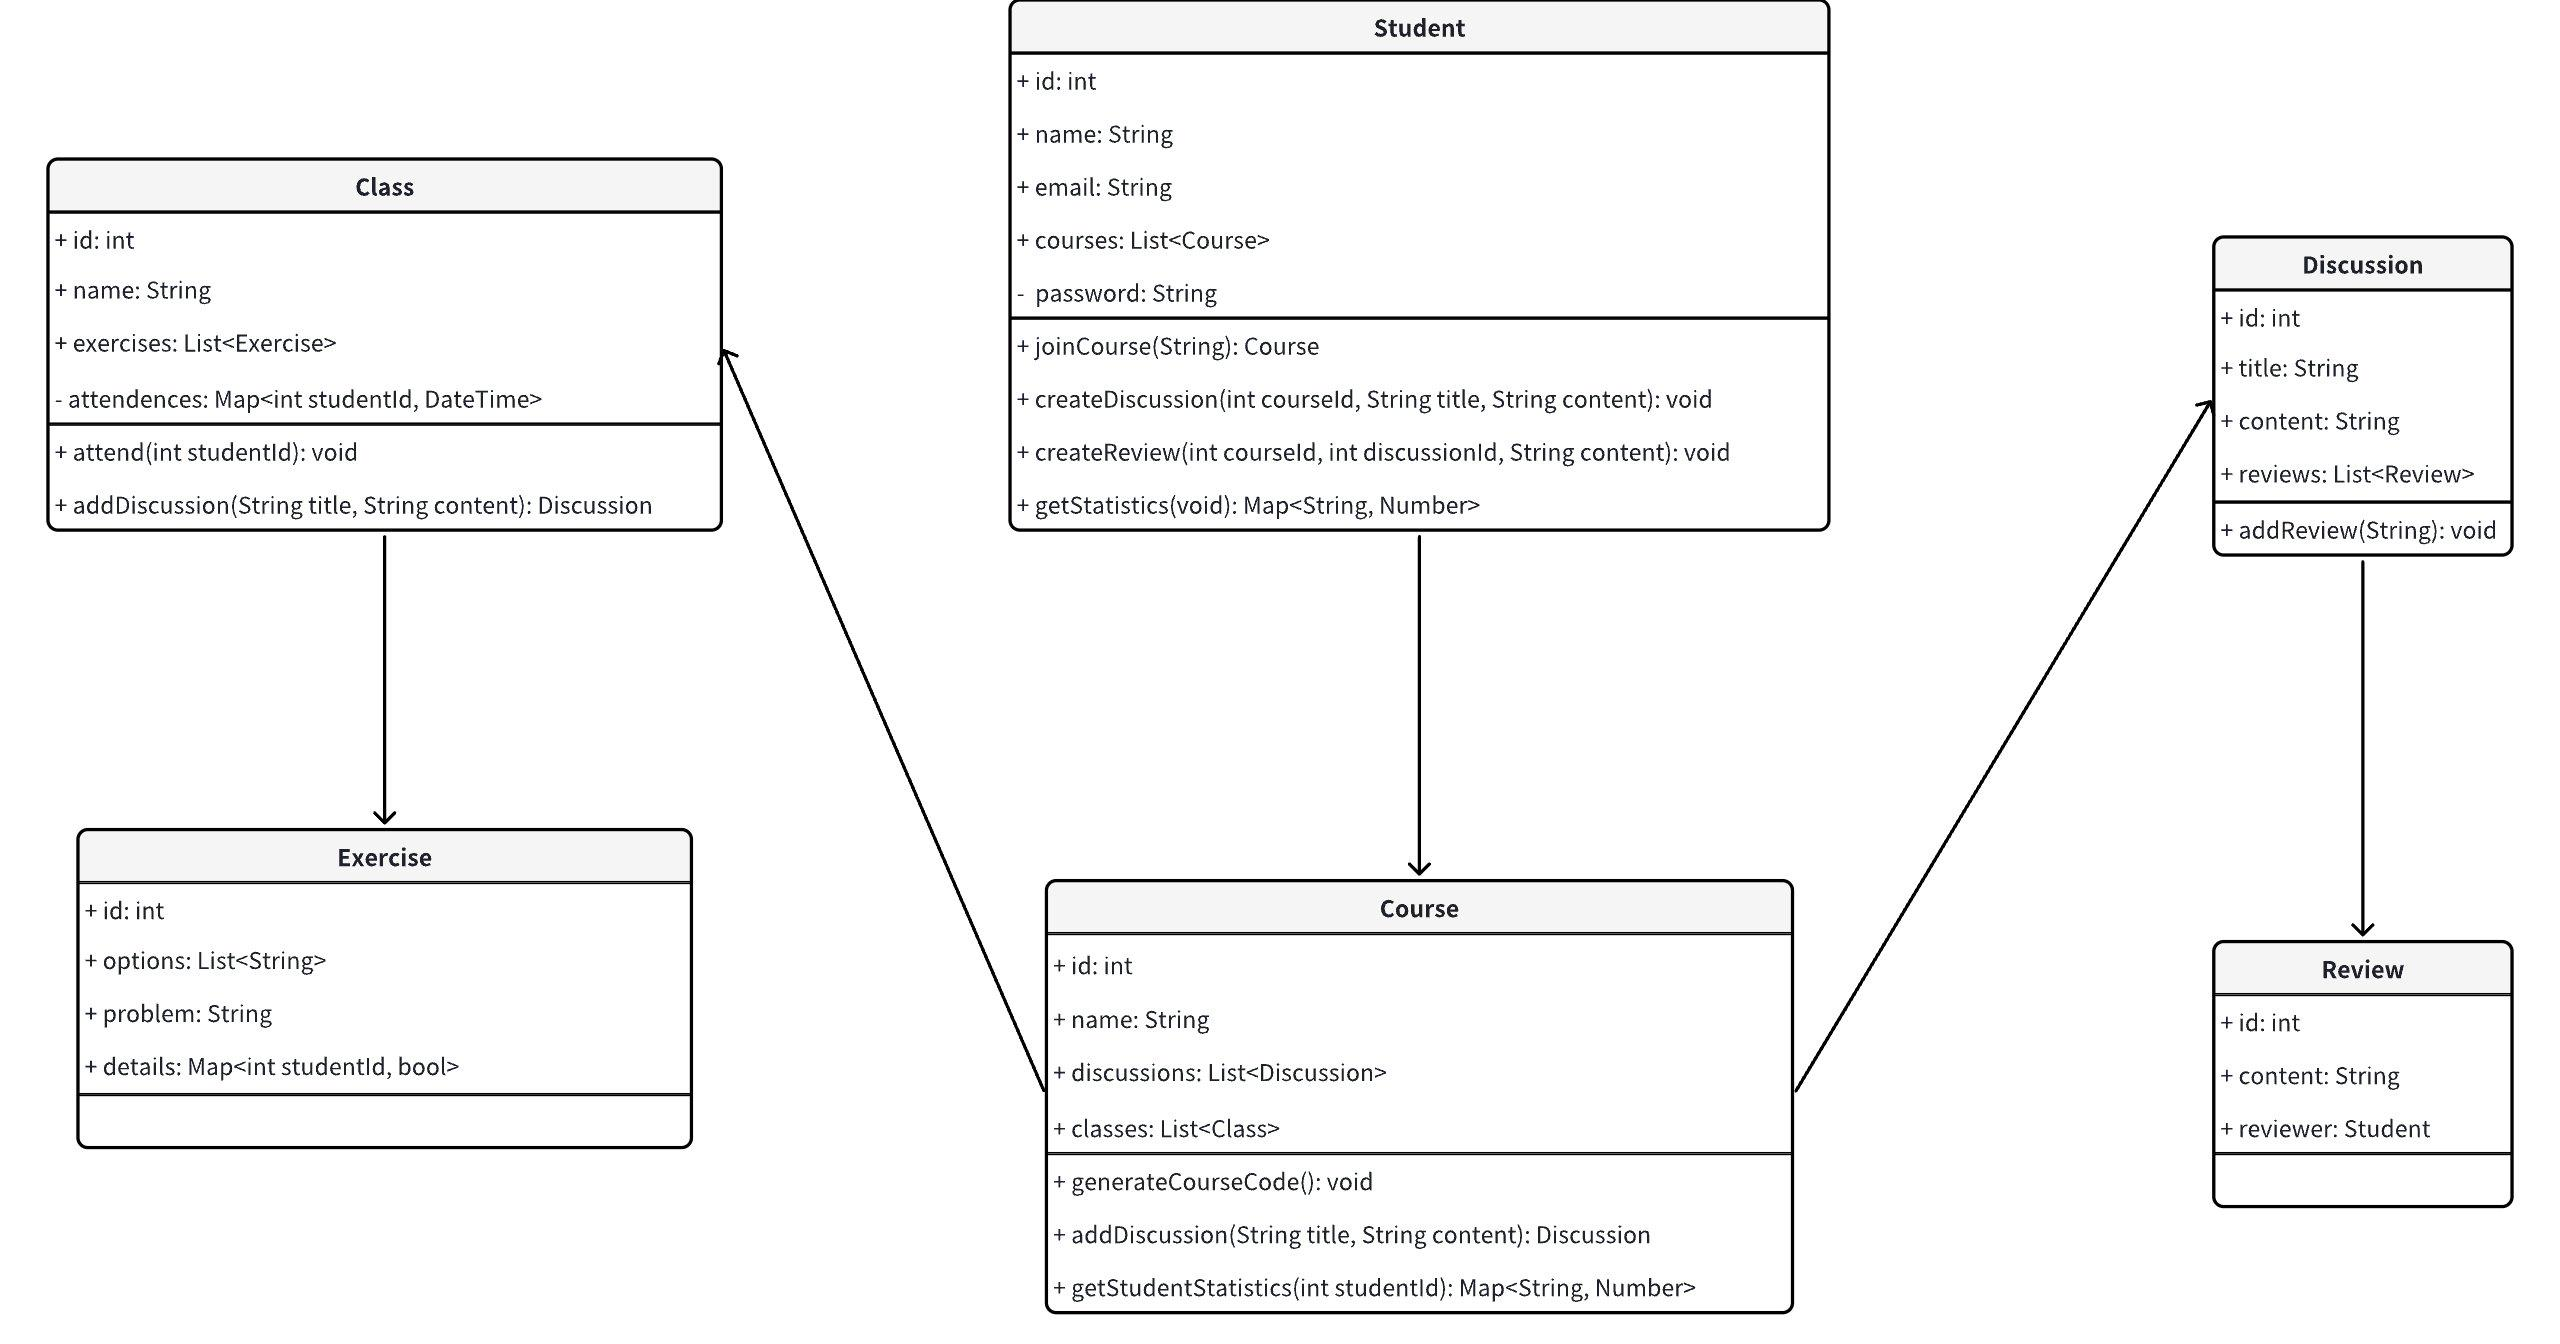 Student
+ id: int
+ name: String
+ email: String
+ courses: List<Course>
- password: String
+ joinCourse(String): Course
+ createDiscussion(int courseId, String title, String content): void
+ createReview(int courseId, int discussionId, String content): void
+ getStatistics(void): Map<String, Number>
Class
+ id: int
+ name: String
+ exercises: List<Exercise>
- attendences: Map<int studentId, DateTime>
+ attend(int studentId): void
+ addDiscussion(String title, String content): Discussion
Discussion
+ id: int
+ title: String
+ content: String
+ reviews: List<Review>
+ addReview(String): void
Exercise
+ id: int
+ options: List<String>
+ problem: String
+ details: Map<int studentId, bool>
Course
+ id: int
+ name: String
+ discussions: List<Discussion>
+ classes: List<Class>
+ generateCourseCode(): void
+ addDiscussion(String title, String content): Discussion
+ getStudentStatistics(int studentId): Map<String, Number>
Review
+ id: int
+ content: String
+ reviewer: Student